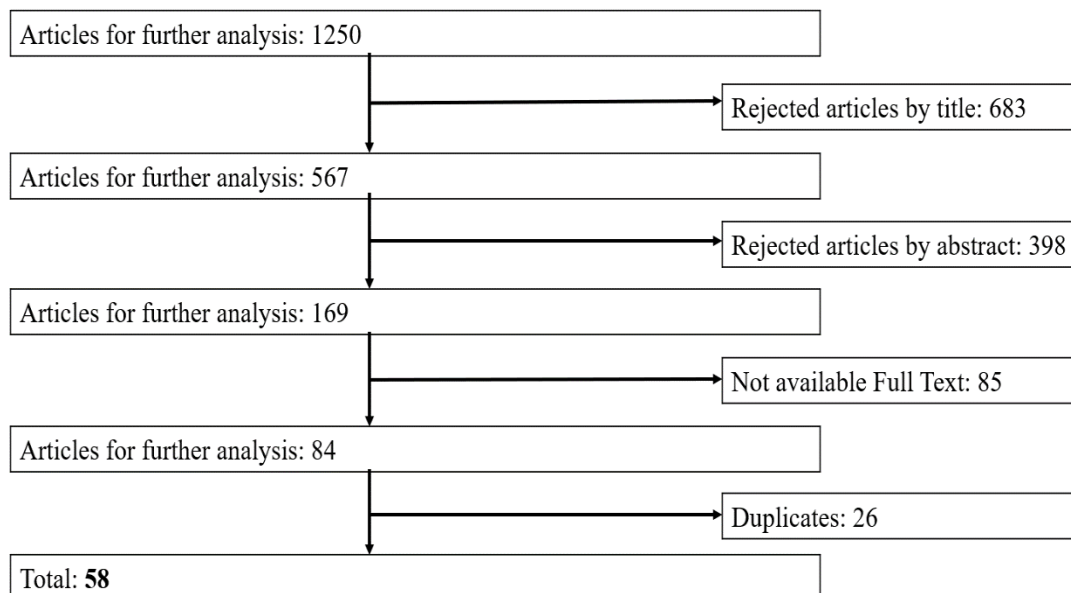 Articles for further analysis: 1250
Rejected articles by title: 683
Articles for further analysis: 567
Rejected articles by abstract: 398
Articles for further analysis: 169
Not available Full Text: 85
Articles for further analysis: 84
Duplicates: 26
Total: 58